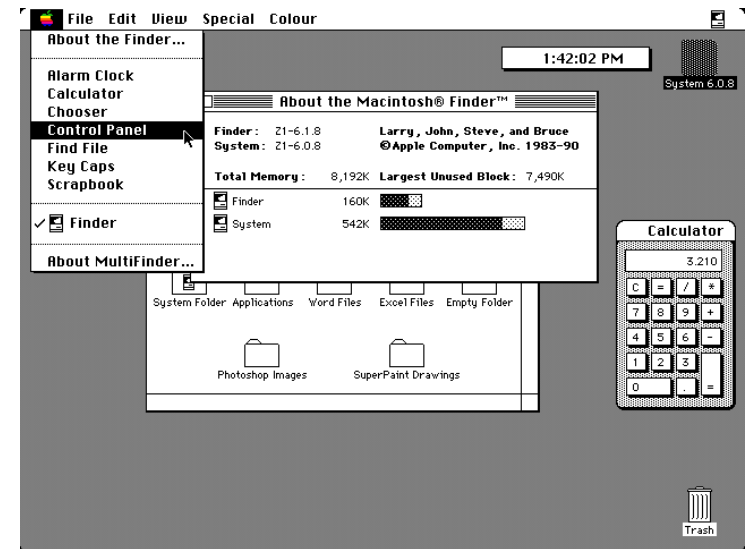 File Edit View Special Colour
About the Finder...
Alarm Clock
Calculator
Chooser
Control Panel
Find File
Key Caps
Scrapbook
✓ Finder
About MultiFinder...
1:42:02 PM
System 6.0.8
About the Macintosh® Finder™
Finder: Z1-6.1.8 Larry, John, Steve, and Bruce
System: Z1-6.0.8 ©Apple Computer, Inc. 1983-90
Total Memory: 8,192K Largest Unused Block: 7,490K
Finder 160K
System 542K
System Folder Applications Word Files Excel Files Empty Folder
Photoshop Images SuperPaint Drawings
Calculator
3.210
C = / *
7 8 9 +
4 5 6 -
1 2 3
0 . =
Trash